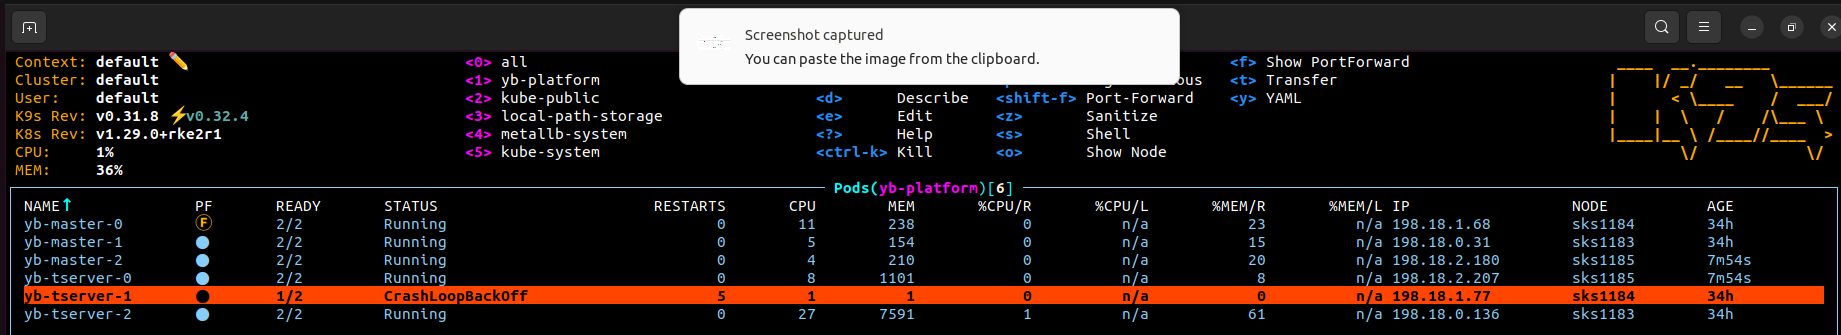 Screenshot captured
You can paste the image from the clipboard.
Context: default <0> all <f> Show PortForward
Cluster: default <1> yb-platform ous <t> Transfer
User: default <2> kube-public <d> Describe <shift-f> Port-Forward <y> YAML
K9s Rev: v0.31.8 ⚡v0.32.4 <3> local-path-storage <e> Edit <z> Sanitize
K8s Rev: v1.29.0+rke2r1 <4> metallb-system <?> Help <s> Shell
CPU: 1% <5> kube-system <ctrl-k> Kill <o> Show Node
MEM: 36%
Pods(yb-platform)[6]
NAME↑ PF READY STATUS RESTARTS CPU MEM %CPU/R %CPU/L %MEM/R %MEM/L IP NODE AGE
yb-master-0 Ⓕ 2/2 Running 0 11 238 0 n/a 23 n/a 198.18.1.68 sks1184 34h
yb-master-1 ● 2/2 Running 0 5 154 0 n/a 15 n/a 198.18.0.31 sks1183 34h
yb-master-2 ● 2/2 Running 0 4 210 0 n/a 20 n/a 198.18.2.180 sks1185 7m54s
yb-tserver-0 ● 2/2 Running 0 8 1101 0 n/a 8 n/a 198.18.2.207 sks1185 7m54s
yb-tserver-1 ● 1/2 CrashLoopBackOff 5 1 1 0 n/a 0 n/a 198.18.1.77 sks1184 34h
yb-tserver-2 ● 2/2 Running 0 27 7591 1 n/a 61 n/a 198.18.0.136 sks1183 34h